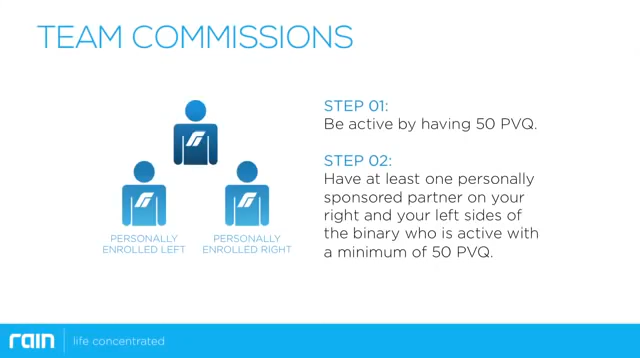 TEAM COMMISSIONS
STEP 01:
Be active by having 50 PVQ.
STEP 02:
Have at least one personally
sponsored partner on your
right and your left sides of
the binary who is active with
a minimum of 50 PVQ.
PERSONALLY
ENROLLED LEFT
PERSONALLY
ENROLLED RIGHT
rain
life concentrated